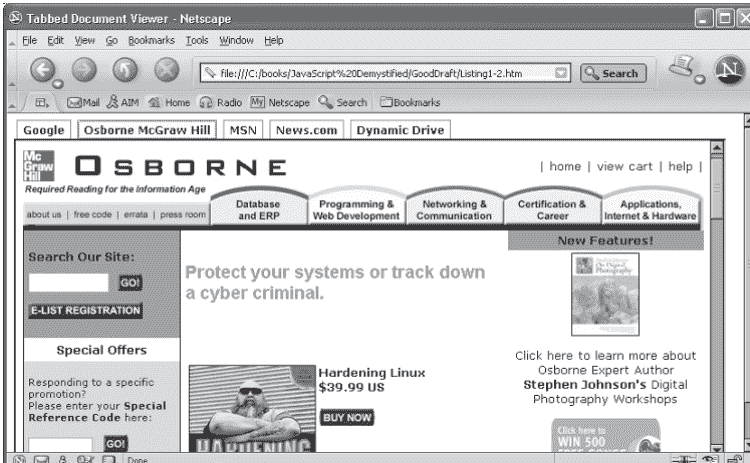 Tabbed Document Viewer - Netscape
File Edit View Go Bookmarks Tools Window Help
file:///C:/books/JavaScript%20Demystified/GoodDraft/Listing1-2.htm Search N
Mail AIM Home Radio My Netscape Search Bookmarks
Google Osborne McGraw Hill MSN News.com Dynamic Drive
Mc
Graw
Hill
OSBORNE
| home | view cart | help |
Required Reading for the Information Age
about us | free code | errata | press room
Database
and ERP
Programming &
Web Development
Networking &
Communication
Certification &
Career
Applications,
Internet & Hardware
Search Our Site:
GO!
E-LIST REGISTRATION
Special Offers
Responding to a specific
promotion?
Please enter your Special
Reference Code here:
GO!
Protect your systems or track down
a cyber criminal.
Hardening Linux
$39.99 US
BUY NOW
HARDENING
New Features!
Photography
Click here to learn more about
Osborne Expert Author
Stephen Johnson's Digital
Photography Workshops
Click here to
WIN 500
Done